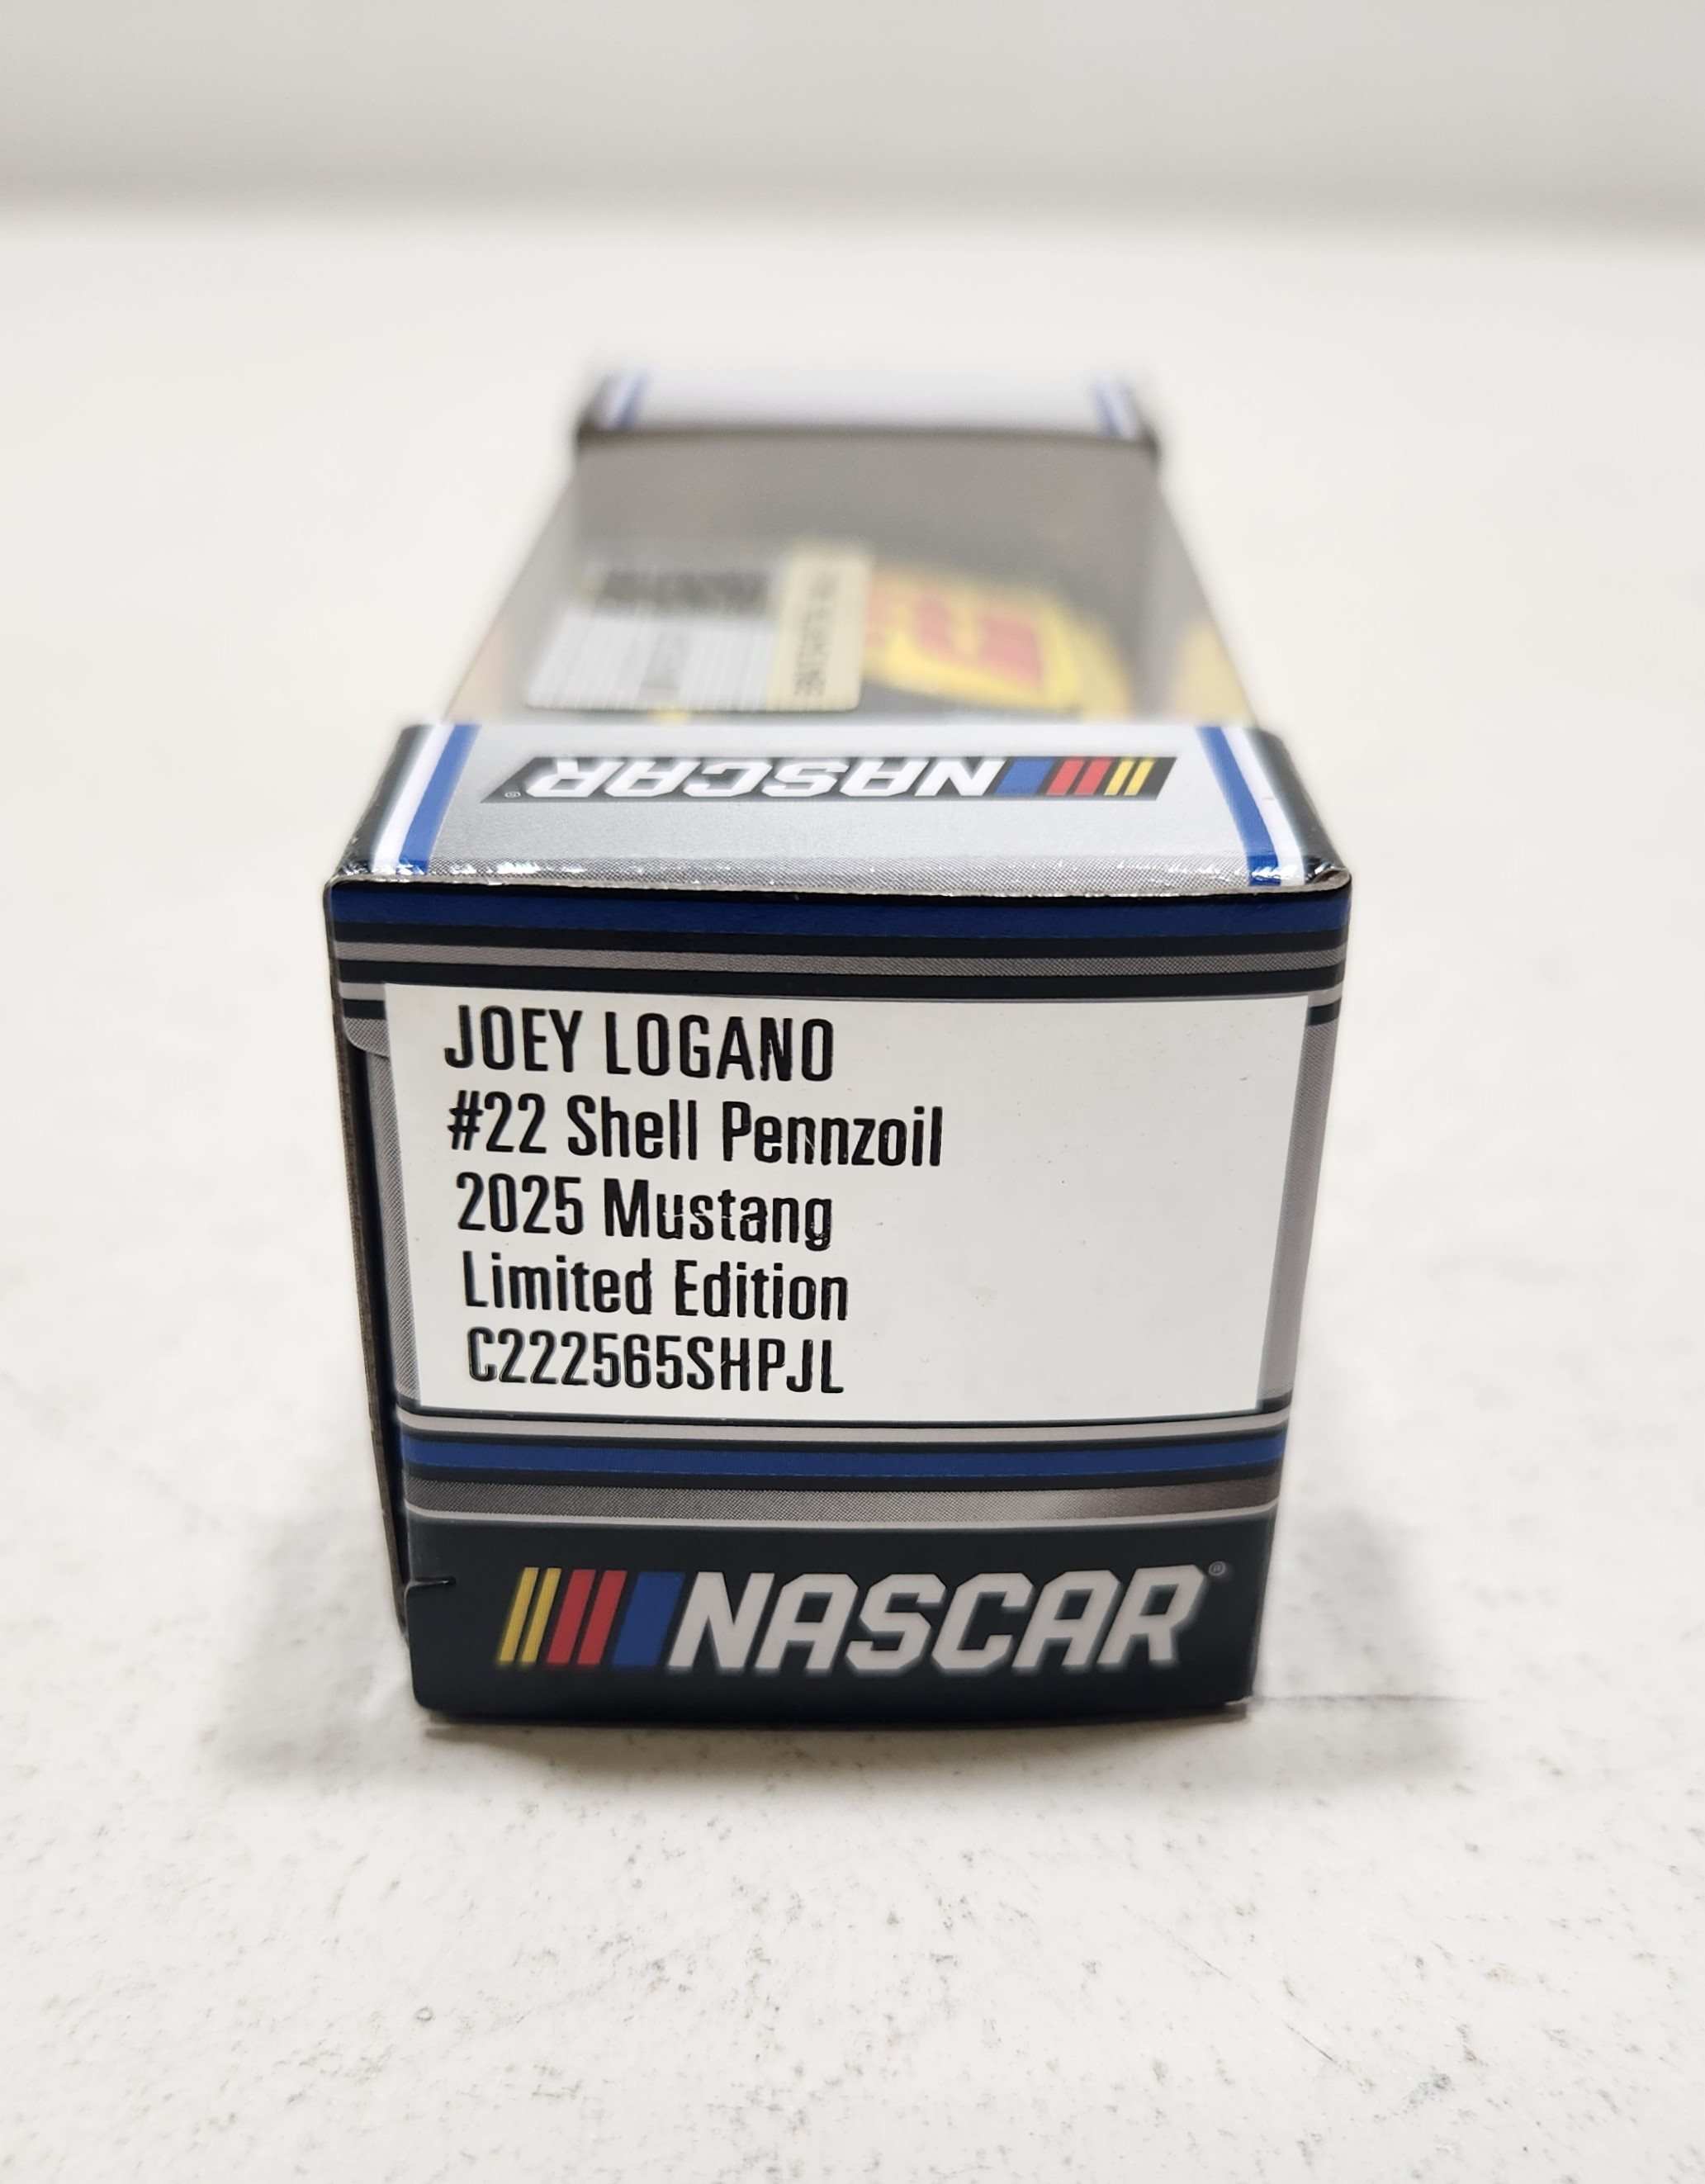 NASCAR
JOEY LOGANO
#22 Shell Pennzoil
2025 Mustang
Limited Edition
C222565SHPJL
NASCAR®